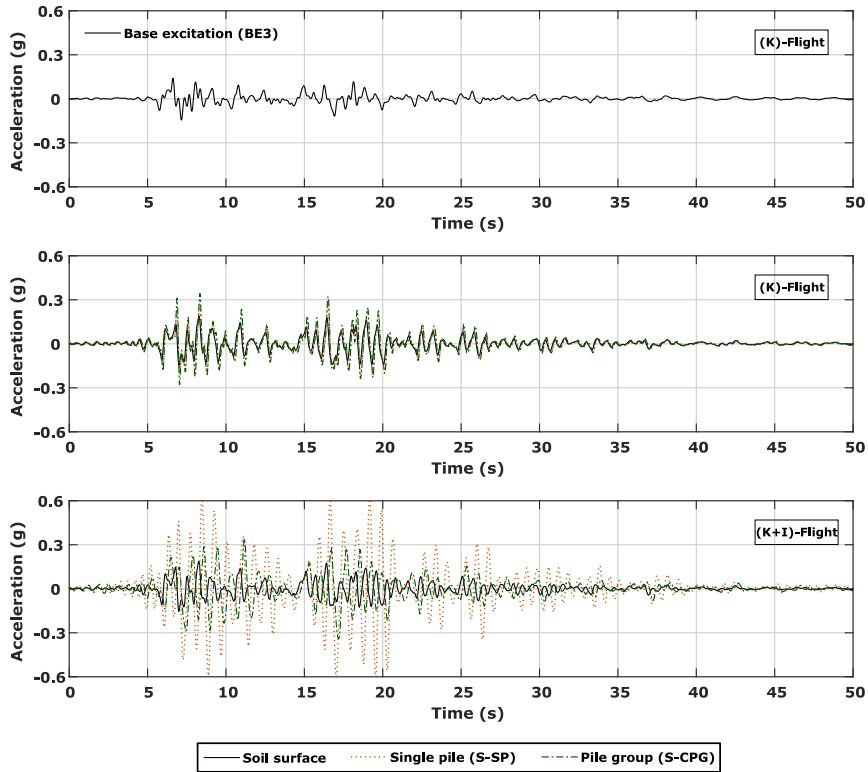 0.6
Base excitation (BE3)
(K)-Flight
0.3
0
-0.3
-0.6
Acceleration (g)
0 5 10 15 20 25 30 35 40 45 50
Time (s)
0.6
(K)-Flight
0.3
0
-0.3
-0.6
Acceleration (g)
0 5 10 15 20 25 30 35 40 45 50
Time (s)
0.6
(K+I)-Flight
0.3
0
-0.3
-0.6
Acceleration (g)
0 5 10 15 20 25 30 35 40 45 50
Time (s)
Soil surface Single pile (S-SP) Pile group (S-CPG)